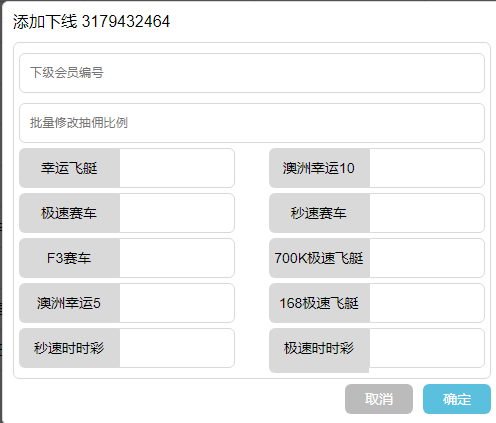 添加下线 3179432464
下级会员编号
批量修改抽佣比例
幸运飞艇 澳洲幸运10
极速赛车 秒速赛车
F3赛车 700K极速飞艇
澳洲幸运5 168极速飞艇
秒速时时彩 极速时时彩
取消 确定